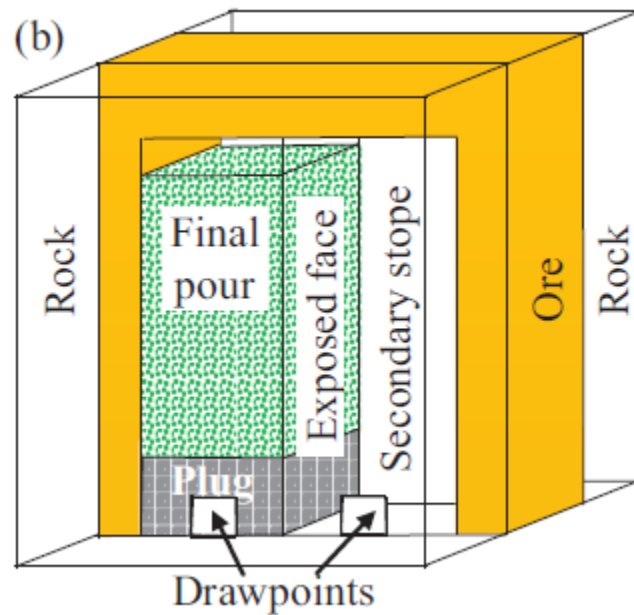 (b)
Rock
Final
pour
Exposed face
Secondary stope
Ore
Rock
Plug
Drawpoints